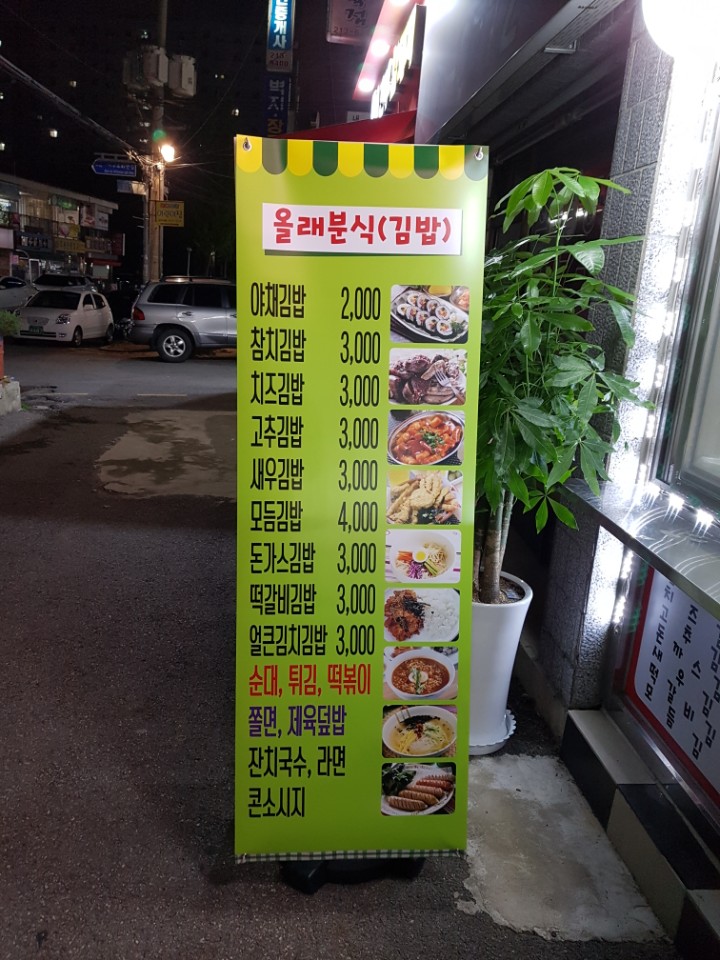 올래분식(김밥)
야채김밥 2,000
참치김밥 3,000
치즈김밥 3,000
고추김밥 3,000
새우김밥 3,000
모듬김밥 4,000
돈가스김밥 3,000
떡갈비김밥 3,000
얼큰김치김밥 3,000
순대, 튀김, 떡볶이
쫄면, 제육덮밥
잔치국수, 라면
콘소시지